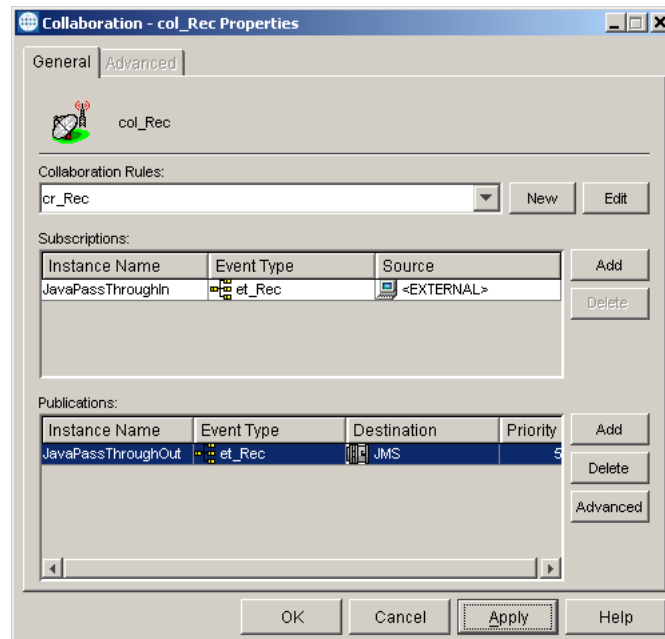 Collaboration - col_Rec Properties
General Advanced
col_Rec
Collaboration Rules:
cr_Rec New Edit
Subscriptions:
Instance Name Event Type Source Add
JavaPassThroughIn et_Rec <EXTERNAL>
Delete
Publications:
Instance Name Event Type Destination Priority Add
JavaPassThroughOut et_Rec JMS 5
Delete
Advanced
OK Cancel Apply Help